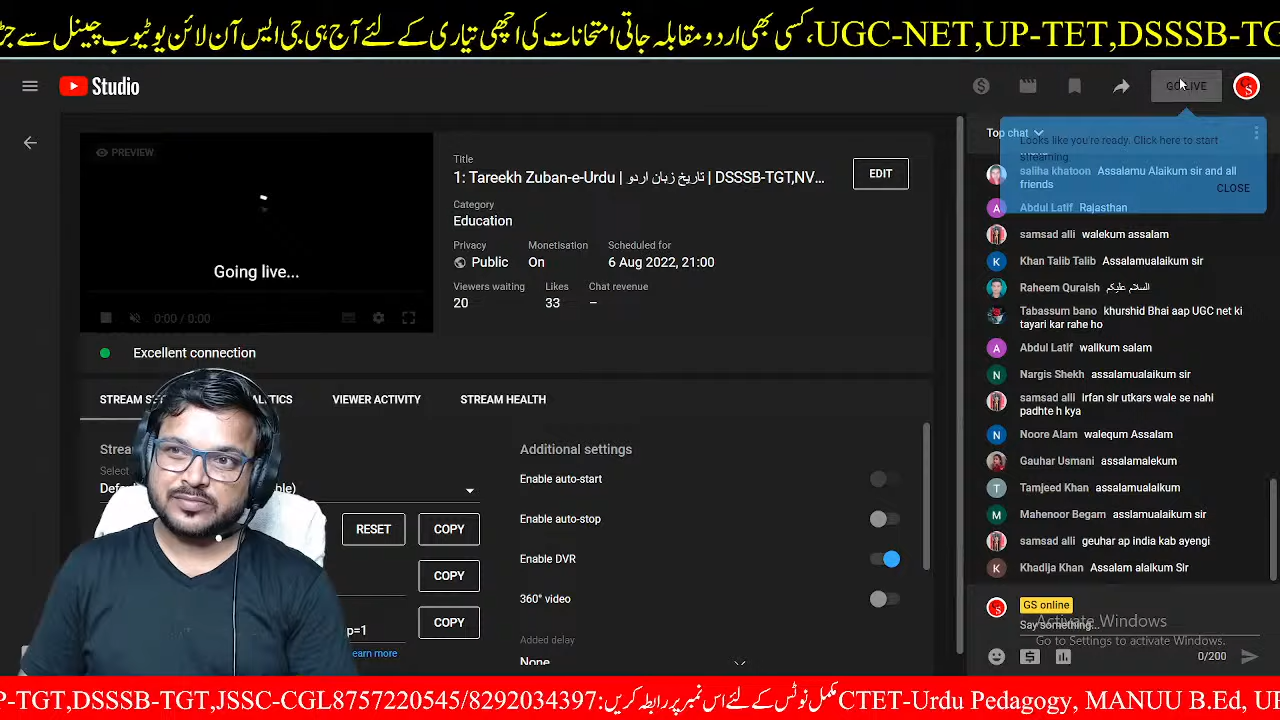 کسی بھی اردو مقابلہ جاتی امتحانات کی اچھی تیاری کے لئے آج ہی جی ایس آن لائن یوٹیوب چینل سے جڑ ،UGC-NET,UP-TET,DSSSB-TG
Studio
GO LIVE
PREVIEW
Going live...
0:00 / 0:00
Excellent connection
Title
1: Tareekh Zuban-e-Urdu | تاریخ زبان اردو | DSSSB-TGT,NV...
EDIT
Category
Education
Privacy
Monetisation
Scheduled for
Public
On
6 Aug 2022, 21:00
Viewers waiting
Likes
Chat revenue
20
33
–
VIEWER ACTIVITY
STREAM HEALTH
Select
RESET
COPY
COPY
COPY
p=1
earn more
Additional settings
Enable auto-start
Enable auto-stop
Enable DVR
360° video
Added delay
None
Top chat
Looks like you're ready. Click here to start
streaming.
CLOSE
saliha khatoon Assalamu Alaikum sir and all
friends
Abdul Latif Rajasthan
samsad alli walekum assalam
Khan Talib Talib Assalamualaikum sir
Raheem Quraish السلام علیکم
Tabassum bano khurshid Bhai aap UGC net ki
tayari kar rahe ho
Abdul Latif wallkum salam
Nargis Shekh assalamualaikum sir
samsad alli irfan sir utkars wale se nahi
padhte h kya
Noore Alam walequm Assalam
Gauhar Usmani assalamalekum
Tamjeed Khan assalamualaikum
Mahenoor Begam asslamualaikum sir
samsad alli geuhar ap india kab ayengi
Khadija Khan Assalam alaikum Sir
GS online
Say something...
Activate Windows
Go to Settings to activate Windows.
0/200
P-TGT,DSSSB-TGT,JSSC-CGL8757220545/8292034397:مکمل نوٹس کے لئے اس نمبر پر رابطہ کریں CTET-Urdu Pedagogy, MANUU B.Ed, UP